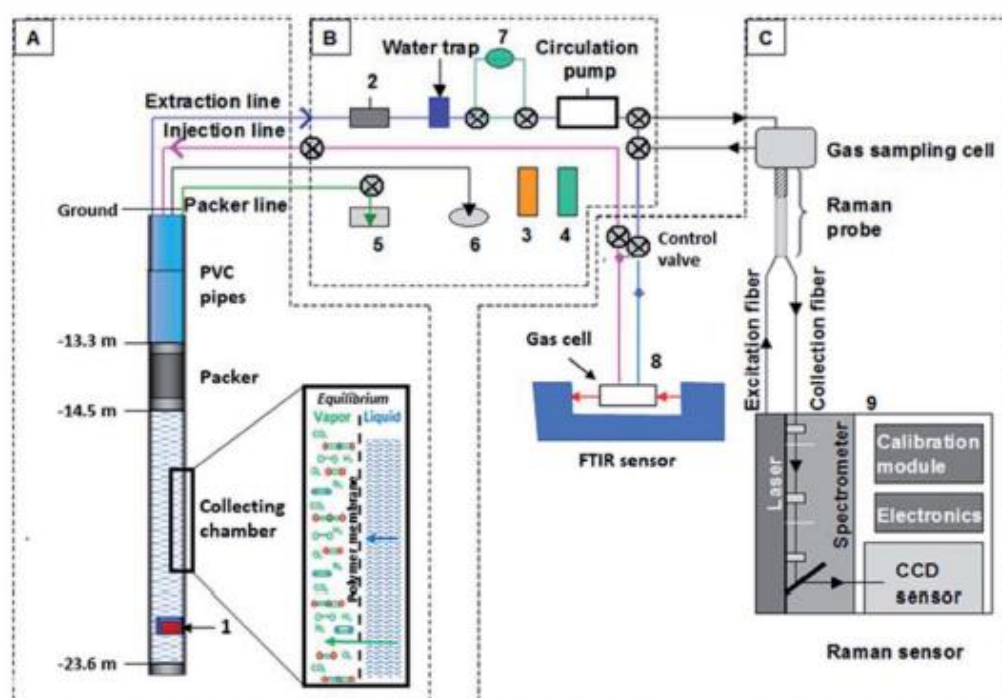 A
B
C
7
Water trap
Circulation
pump
2
Extraction line
Injection line
Gas sampling cell
Ground
Packer line
Raman
probe
5
6
3
4
Control
valve
PVC
pipes
Excitation fiber
Collection fiber
-13.3 m
Gas cell
8
Packer
Equilibrium
Vapor
Liquid
-14.5 m
9
FTIR sensor
Calibration
module
Laser
Spectrometer
Electronics
Collecting
chamber
Polymer membrane
CCD
sensor
1
Raman sensor
-23.6 m